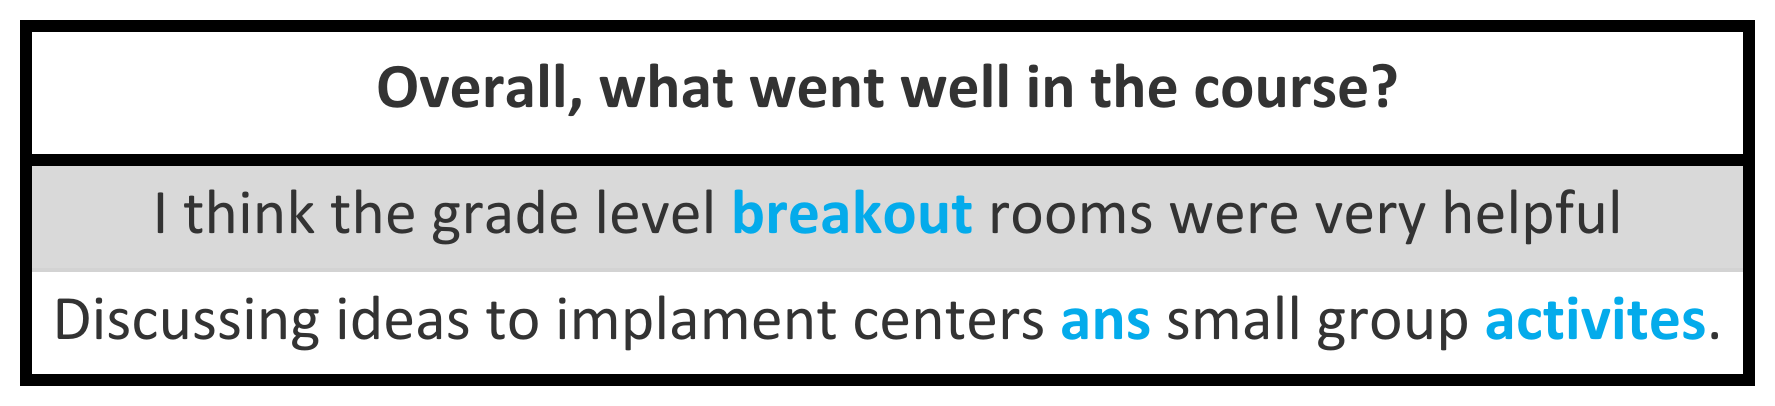 Overall, what went well in the course?
I think the grade level breakout rooms were very helpful
Discussing ideas to implament centers ans small group activites.